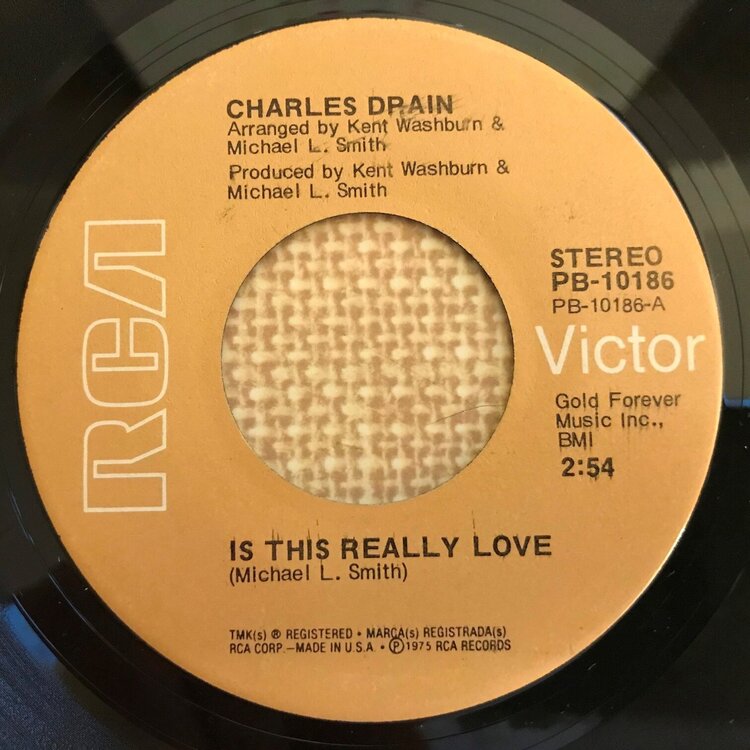 CHARLES DRAIN
Arranged by Kent Washburn &
Michael L. Smith
Produced by Kent Washburn &
Michael L. Smith
RCA
STEREO
PB-10186
PB-10186-A
Victor
Gold Forever
Music Inc.,
BMI
2:54
IS THIS REALLY LOVE
(Michael L. Smith)
TMK(s) ® REGISTERED • MARCA(s) REGISTRADA(s)
RCA CORP.—MADE IN U.S.A. • ℗1975 RCA RECORDS